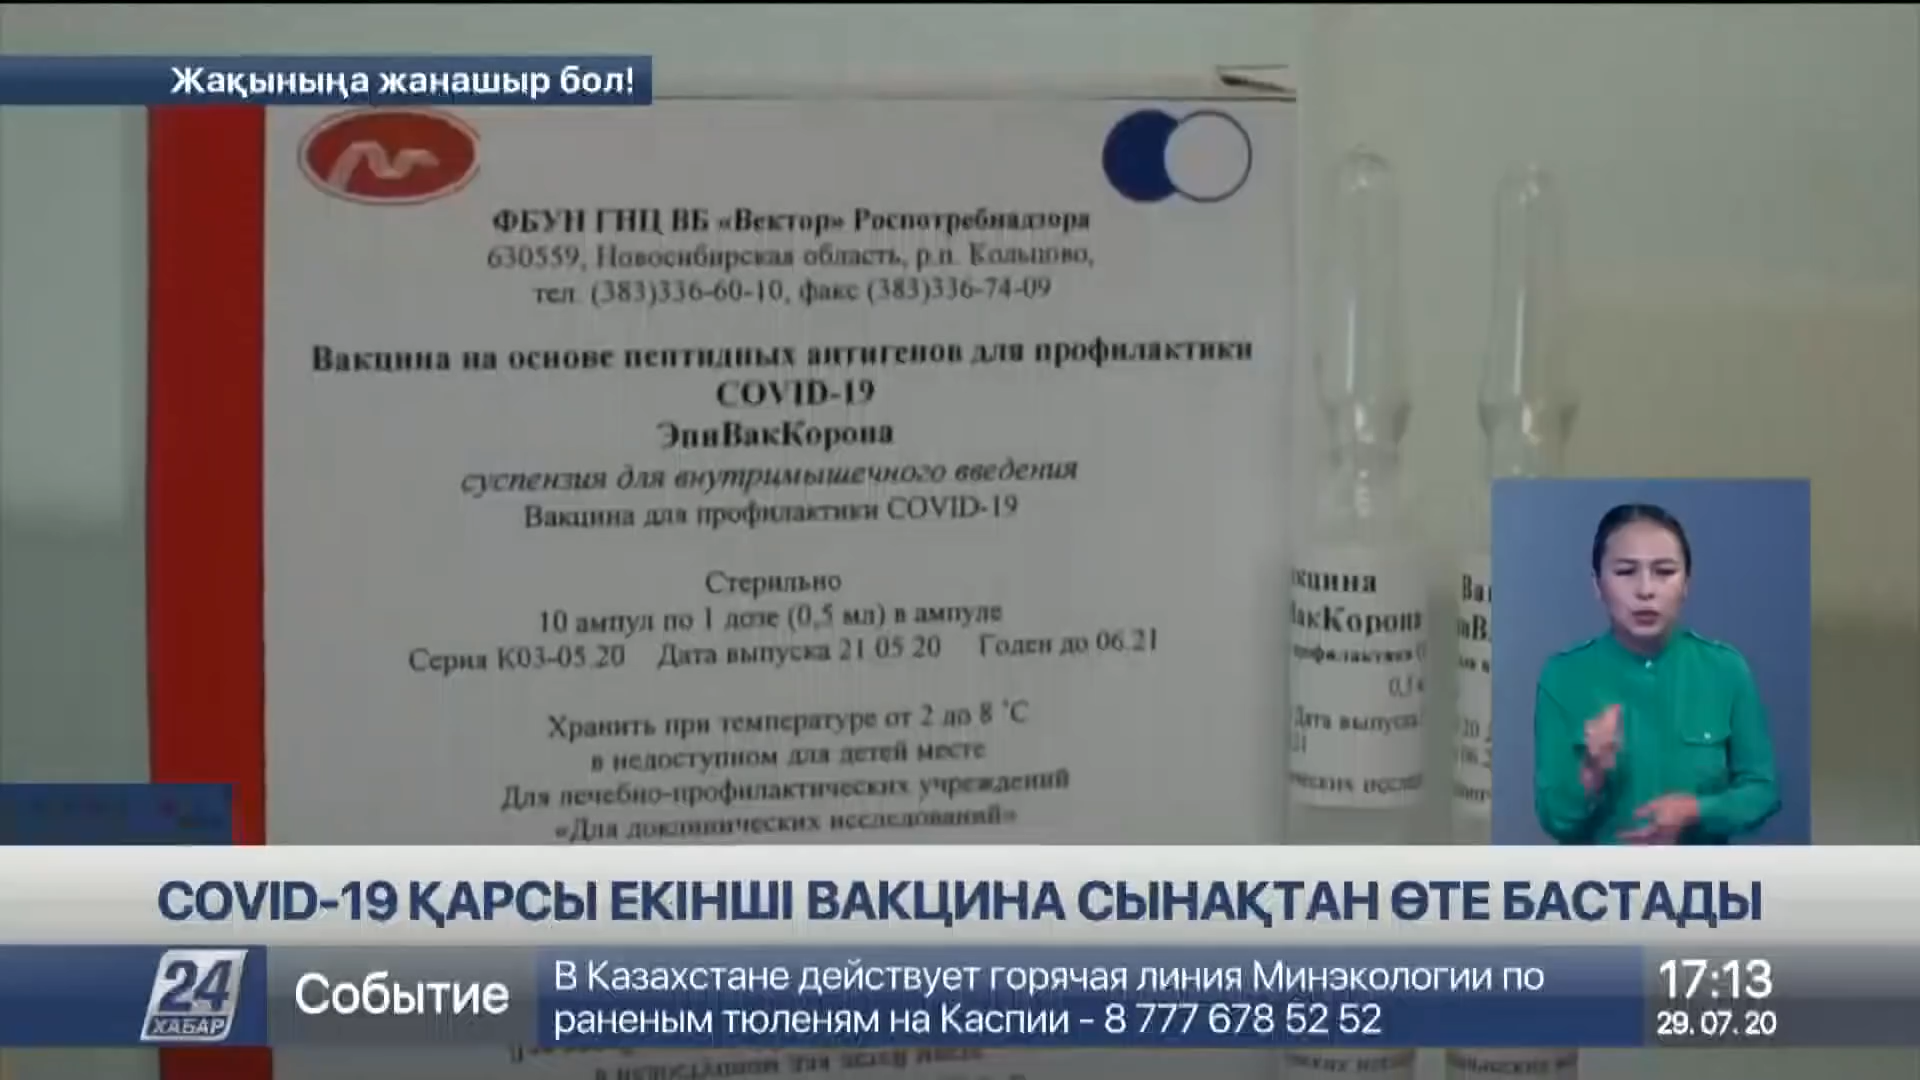 Жақыныңа жанашыр бол!
ФБУН ГНЦ ВБ «Вектор» Роспотребнадзора
630559, Новосибирская область, р.п. Кольцово,
тел. (383)336-60-10, факс (383)336-74-09
Вакцина на основе пептидных антигенов для профилактики
COVID-19
ЭпиВакКорона
суспензия для внутримышечного введения
Вакцина для профилактики COVID-19
Стерильно
10 ампул по 1 дозе (0,5 мл) в ампуле
Серия К03-05.20 Дата выпуска 21 05 20 Годен до 06.21
Хранить при температуре от 2 до 8 °С
в недоступном для детей месте
Для лечебно-профилактических учреждений
«Для доклинических исследований»
кцина
ВакКорона
Дата выпуска
COVID-19 ҚАРСЫ ЕКІНШІ ВАКЦИНА СЫНАҚТАН ӨТЕ БАСТАДЫ
24
ХАБАР
Событие
В Казахстане действует горячая линия Минэкологии по
раненым тюленям на Каспии - 8 777 678 52 52
17:13
29.07.20